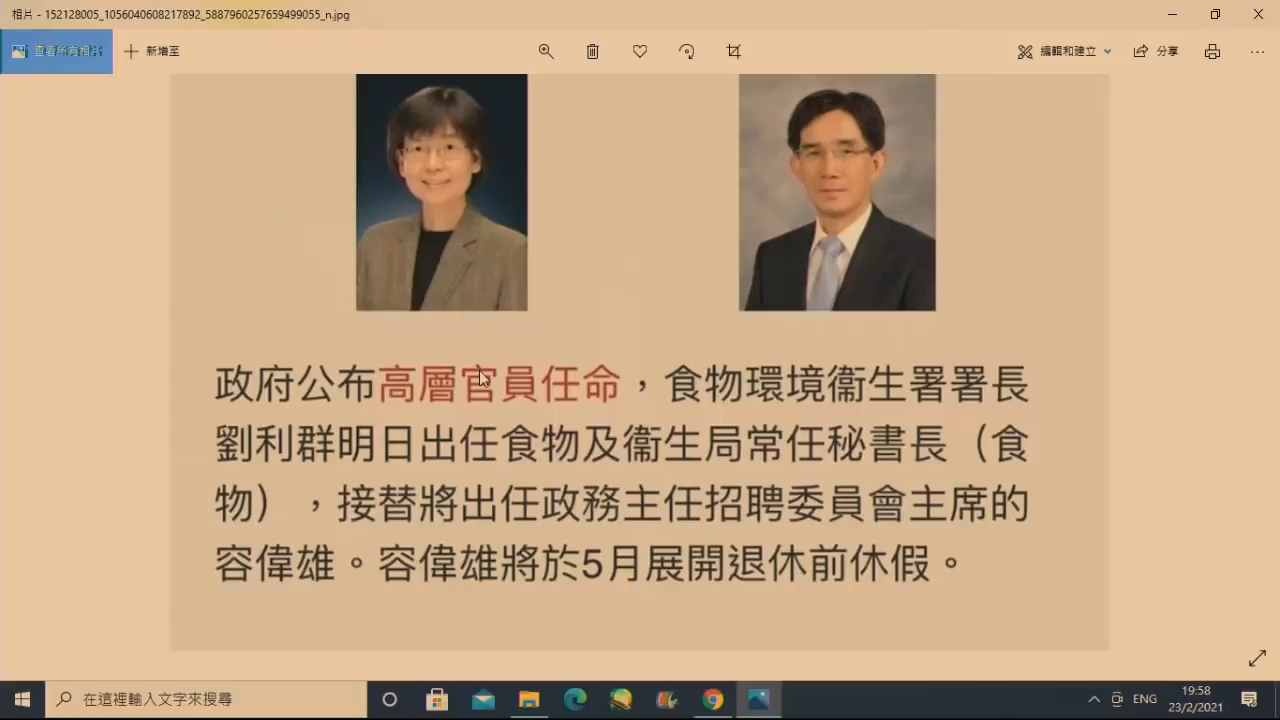 相片 - 152128005_1056040608217892_5887960257659499055_n.jpg
查看所有相片
新增至
編輯和建立
分享
政府公布高層官員任命，食物環境衞生署署長
劉利群明日出任食物及衞生局常任秘書長（食
物），接替將出任政務主任招聘委員會主席的
容偉雄。容偉雄將於5月展開退休前休假。
在這裡輸入文字來搜尋
ENG
19:58
23/2/2021